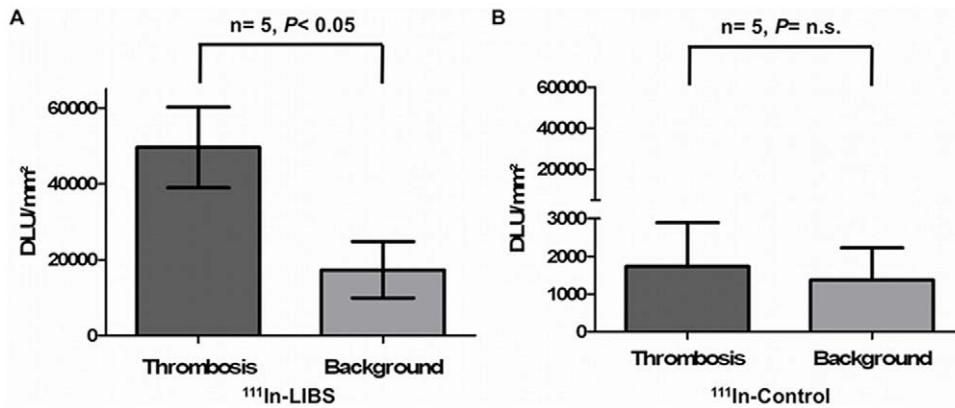 A
n= 5, P< 0.05
DLU/mm²
60000
40000
20000
0
Thrombosis
Background
¹¹¹In-LIBS
B
n= 5, P= n.s.
DLU/mm²
60000
40000
20000
3000
2000
1000
0
Thrombosis
Background
¹¹¹In-Control